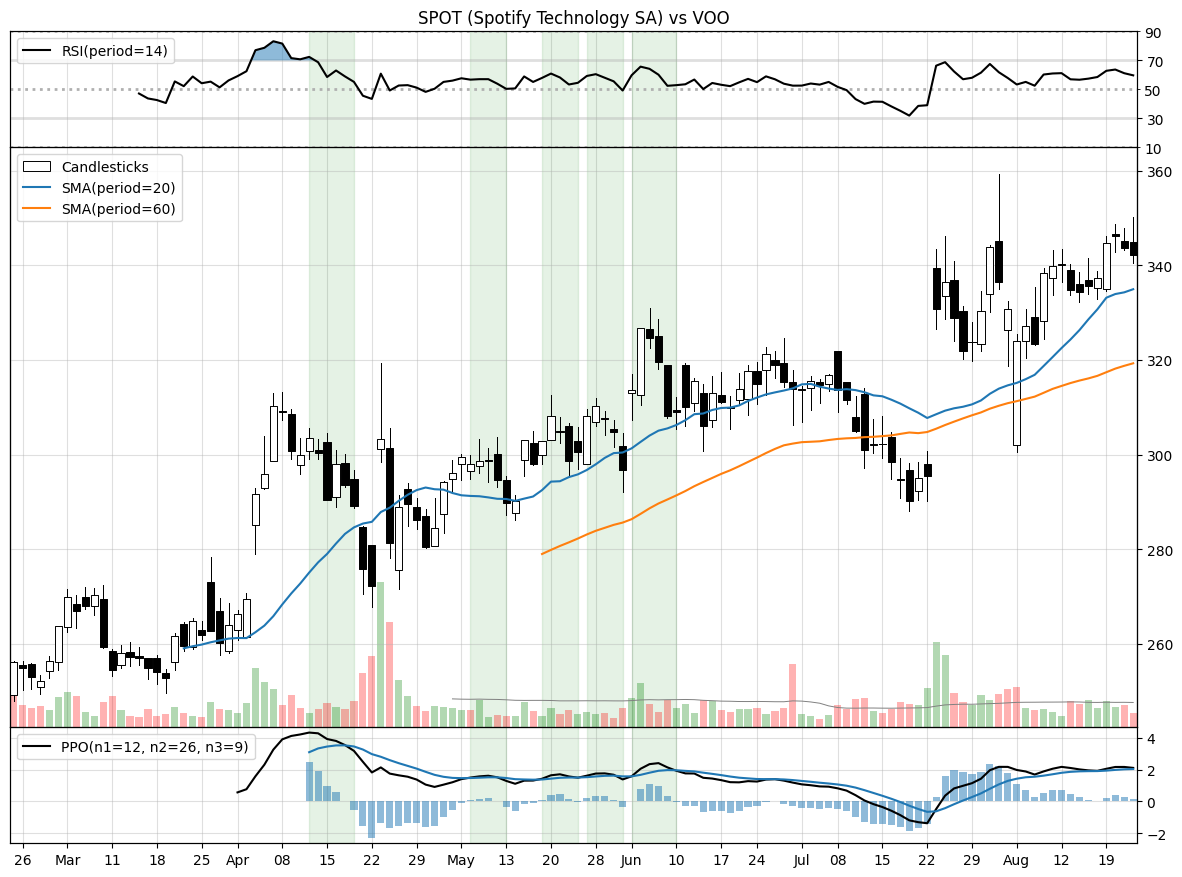 SPOT (Spotify Technology SA) vs VOO
RSI(period=14)
90
70
50
30
10
Candlesticks
SMA(period=20)
SMA(period=60)
360
340
320
300
280
260
PPO(n1=12, n2=26, n3=9)
4
2
0
−2
26 Mar 11 18 25 Apr 08 15 22 29 May 13 20 28 Jun 10 17 24 Jul 08 15 22 29 Aug 12 19